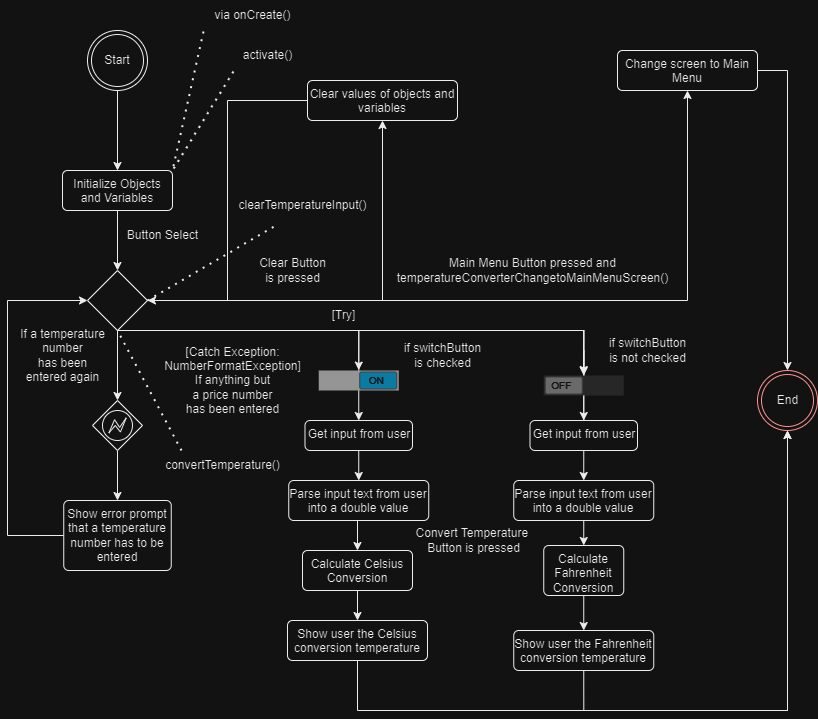 via onCreate()
Start
activate()
Change screen to Main
Menu
Clear values of objects and
variables
Initialize Objects
and Variables
clearTemperatureInput()
Button Select
Clear Button
is pressed
Main Menu Button pressed and
temperatureConverterChangetoMainMenuScreen()
[Try]
If a temperature
number
has been
entered again
[Catch Exception:
NumberFormatException]
If anything but
a price number
has been entered
if switchButton
is checked
if switchButton
is not checked
ON
OFF
End
Get input from user
Get input from user
convertTemperature()
Parse input text from user
into a double value
Parse input text from user
into a double value
Show error prompt
that a temperature
number has to be
entered
Convert Temperature
Button is pressed
Calculate Celsius
Conversion
Calculate
Fahrenheit
Conversion
Show user the Celsius
conversion temperature
Show user the Fahrenheit
conversion temperature